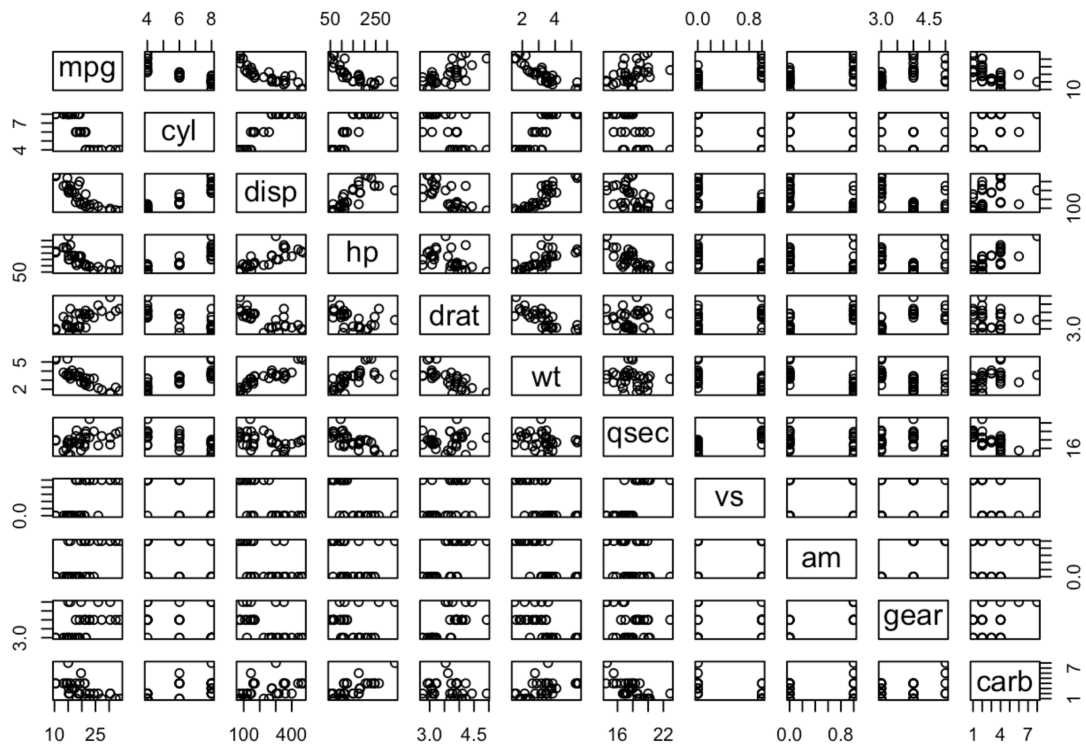 4 6 8 50 250 2 4 0.0 0.8 3.0 4.5
mpg 10
7 4 cyl
disp 100
50 hp
drat 3.0
5 2 wt
qsec 16
0.0 vs
am 0.0
3.0 gear
carb 7 1
10 25 100 400 3.0 4.5 16 22 0.0 0.8 1 4 7